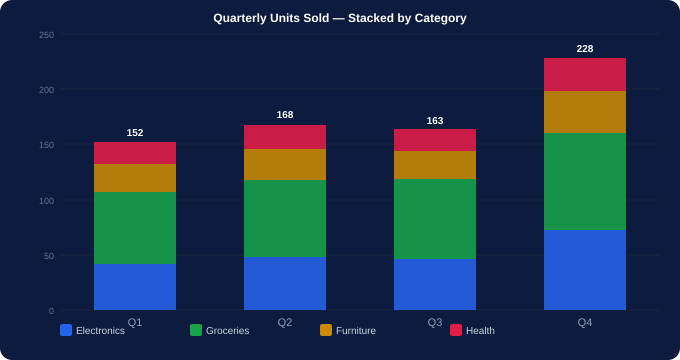 Quarterly Units Sold — Stacked by Category
250
200
150
100
50
0
152
168
163
228
Q1
Q2
Q3
Q4
Electronics
Groceries
Furniture
Health